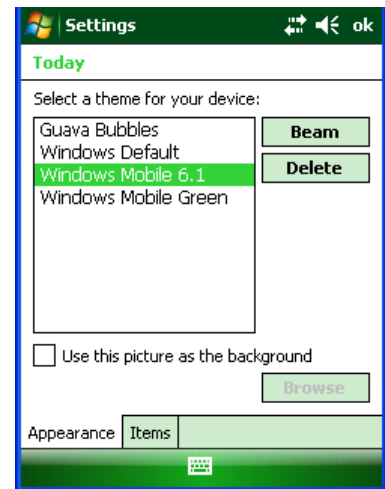 Settings ok
Today
Select a theme for your device:
Guava Bubbles
Windows Default
Windows Mobile 6.1
Windows Mobile Green
Beam
Delete
Use this picture as the background
Browse
Appearance Items